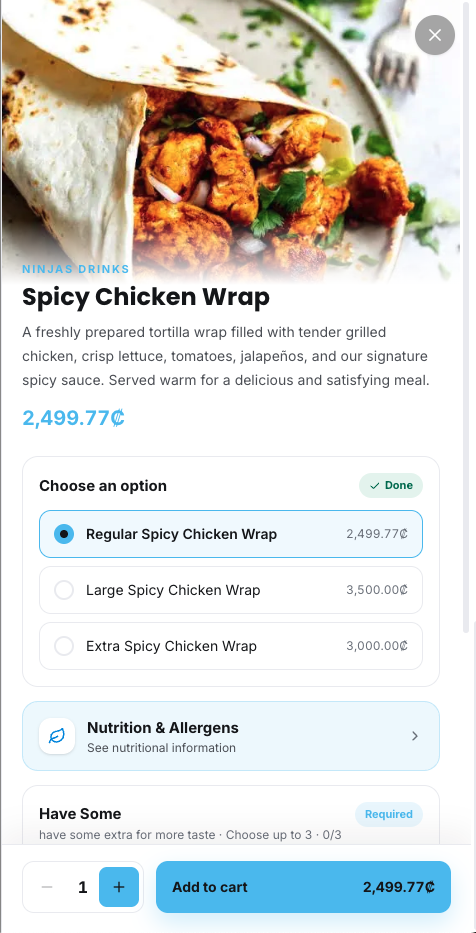 NINJAS DRINKS
Spicy Chicken Wrap
A freshly prepared tortilla wrap filled with tender grilled
chicken, crisp lettuce, tomatoes, jalapeños, and our signature
spicy sauce. Served warm for a delicious and satisfying meal.
2,499.77₡
Choose an option
Done
Regular Spicy Chicken Wrap 2,499.77₡
Large Spicy Chicken Wrap 3,500.00₡
Extra Spicy Chicken Wrap 3,000.00₡
Nutrition & Allergens
See nutritional information
Have Some
Required
have some extra for more taste · Choose up to 3 · 0/3
− 1 +
Add to cart 2,499.77₡